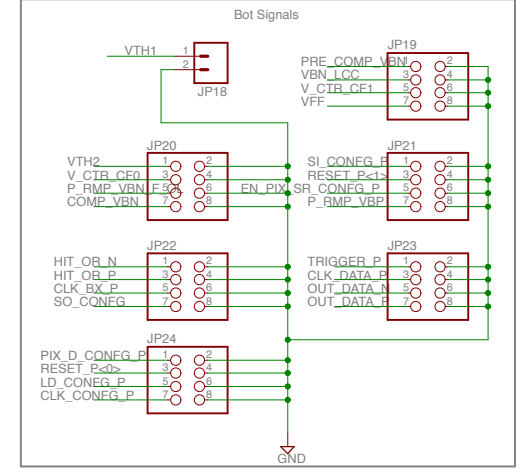 Bot Signals
VTH1 1
2
JP18
JP19
PRE_COMP_VBN 1 2
VBN_LCC 3 4
V_CTR_CF1 5 6
VFF 7 8
JP20
VTH2 1 2
V_CTR_CF0 3 4
P_RMP_VBN_F_OL 5 6
COMP_VBN 7 8
JP21
SI_CONFG_P 1 2
RESET_P<1> 3 4
EN_PIX_SR_CONFG_P 5 6
P_RMP_VBP 7 8
JP22
HIT_OR_N 1 2
HIT_OR_P 3 4
CLK_BX_P 5 6
SO_CONFG 7 8
JP23
TRIGGER_P 1 2
CLK_DATA_P 3 4
OUT_DATA_N 5 6
OUT_DATA_P 7 8
JP24
PIX_D_CONFG_P 1 2
RESET_P<0> 3 4
LD_CONFG_P 5 6
CLK_CONFG_P 7 8
GND